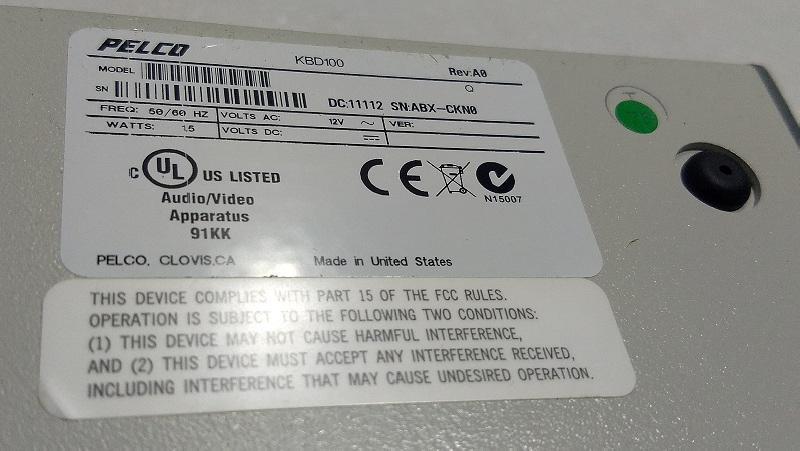 PELCO
KBD100
Rev:A0
MODEL
SN
DC:11112 SN:ABX-CKN0
FREQ: 50/60 HZ VOLTS AC: 12V ~ VER:
WATTS: 1.5 VOLTS DC:
C UL US LISTED
Audio/Video
Apparatus
91KK
CE
N15007
PELCO, CLOVIS,CA Made in United States
THIS DEVICE COMPLIES WITH PART 15 OF THE FCC RULES.
OPERATION IS SUBJECT TO THE FOLLOWING TWO CONDITIONS:
(1) THIS DEVICE MAY NOT CAUSE HARMFUL INTERFERENCE,
AND (2) THIS DEVICE MUST ACCEPT ANY INTERFERENCE RECEIVED,
INCLUDING INTERFERENCE THAT MAY CAUSE UNDESIRED OPERATION.